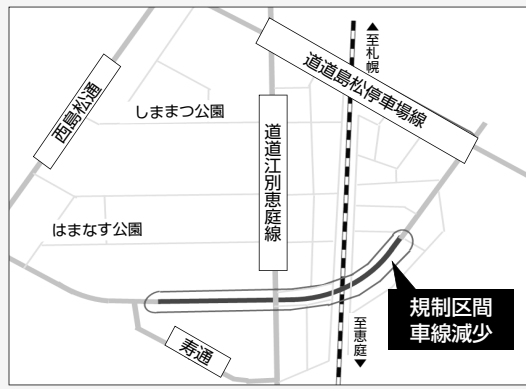 ▲至札幌
道道島松停車場線
西島松通
しままつ公園
道道江別恵庭線
はまなす公園
規制区間
車線減少
至恵庭▼
寿通